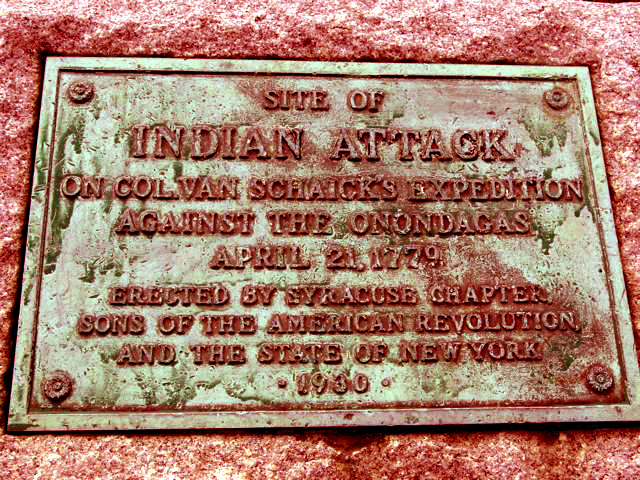 SITE OF
INDIAN ATTACK
ON COL.VAN SCHAICK'S EXPEDITION
AGAINST THE ONONDAGAS
APRIL 21, 1779
ERECTED BY SYRACUSE CHAPTER,
SONS OF THE AMERICAN REVOLUTION,
AND THE STATE OF NEW YORK
· 1930 ·